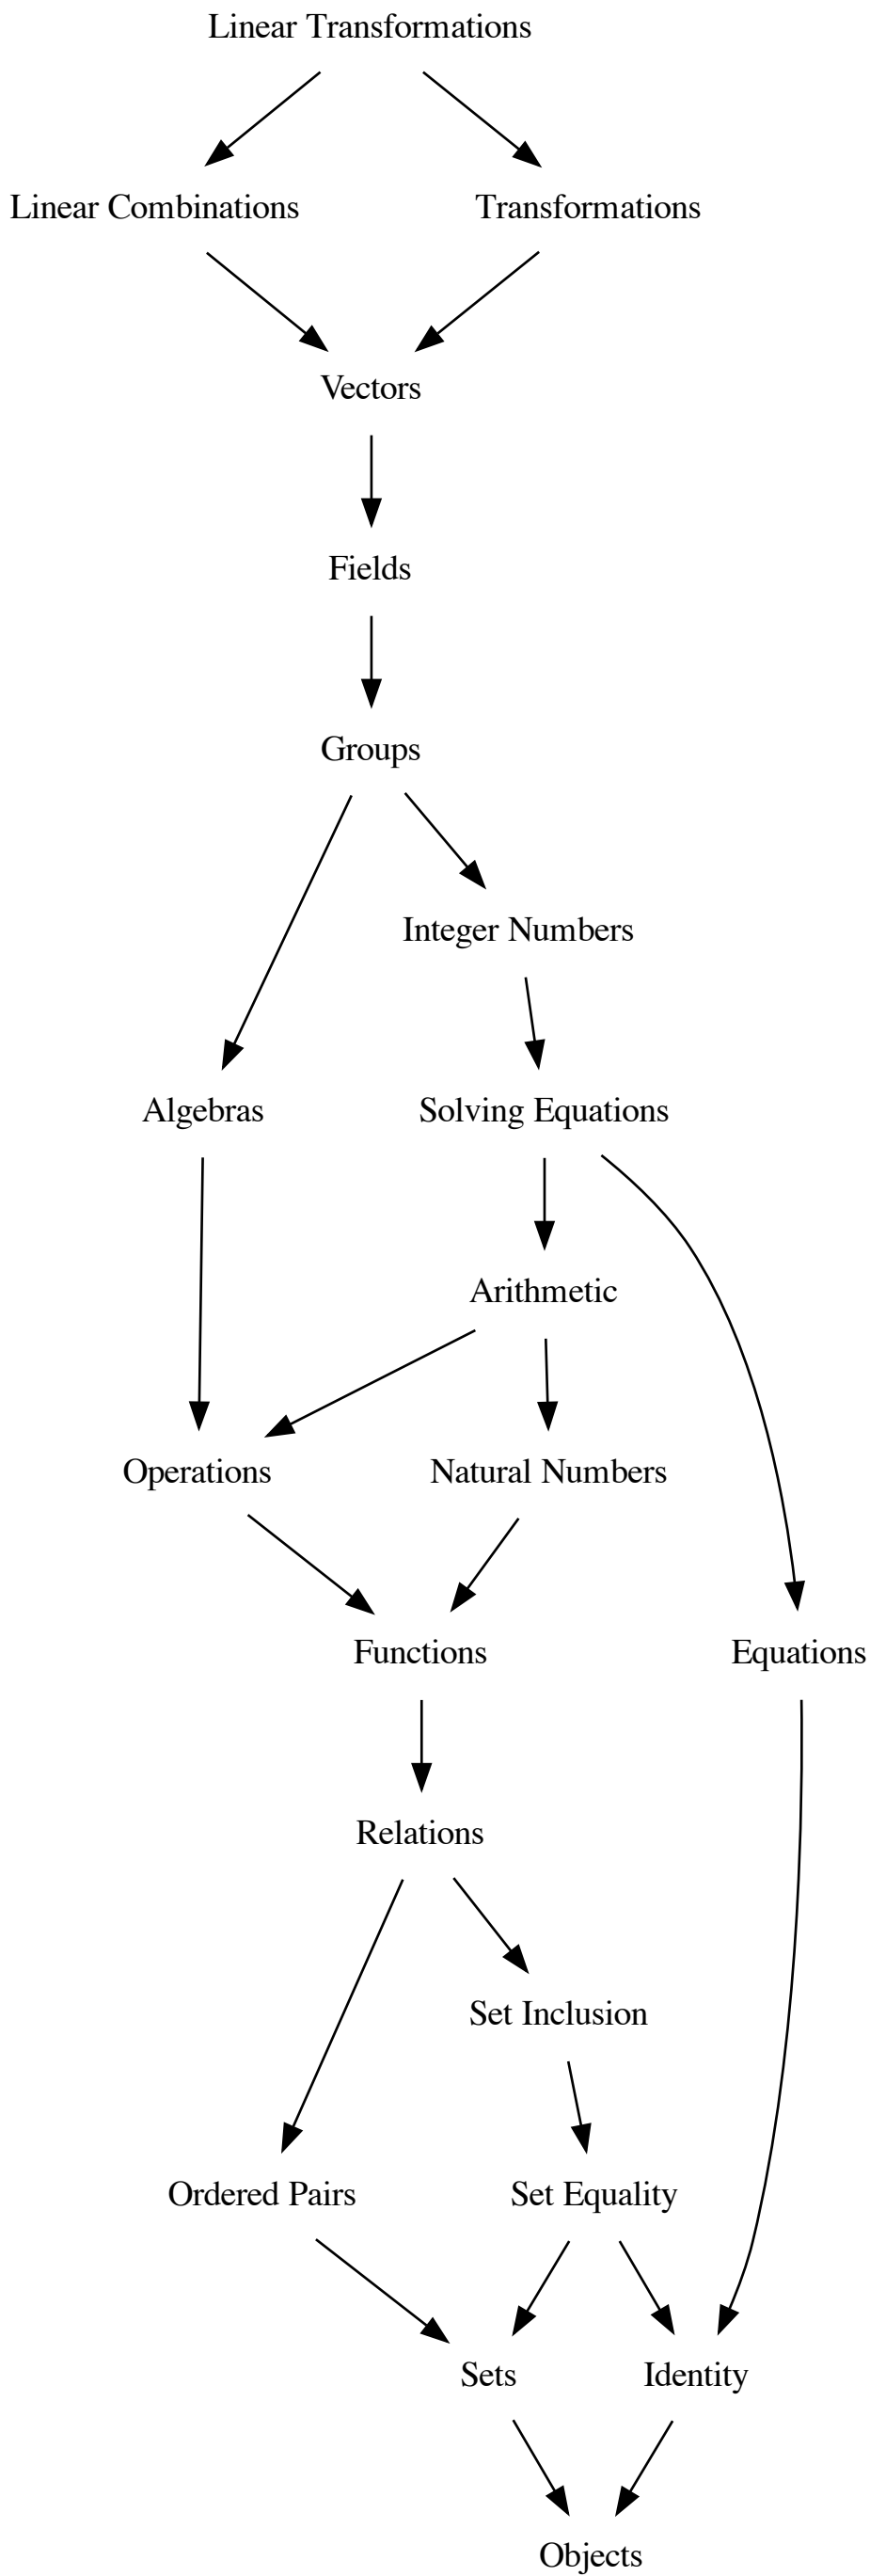 Linear Transformations
Linear Combinations
Transformations
Vectors
Fields
Groups
Integer Numbers
Algebras
Solving Equations
Arithmetic
Operations
Natural Numbers
Functions
Equations
Relations
Set Inclusion
Ordered Pairs
Set Equality
Sets
Identity
Objects